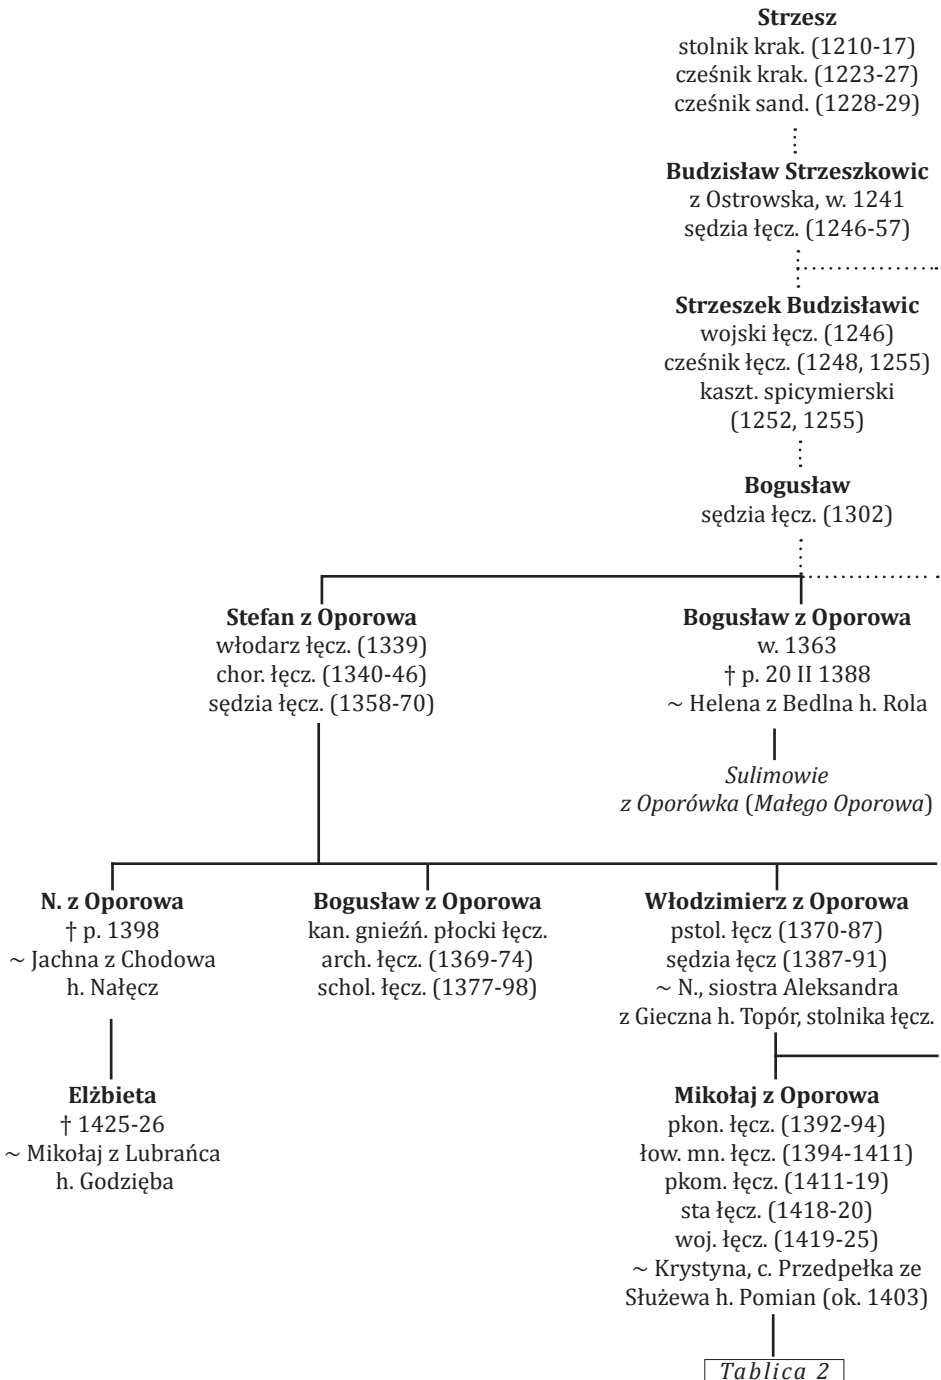 Strzesz
stolnik krak. (1210-17)
cześnik krak. (1223-27)
cześnik sand. (1228-29)
Budzisław Strzeszkowic
z Ostrowska, w. 1241
sędzia łęcz. (1246-57)
Strzeszek Budzisławic
wojski łęcz. (1246)
cześnik łęcz. (1248, 1255)
kaszt. spicymierski
(1252, 1255)
Bogusław
sędzia łęcz. (1302)
Stefan z Oporowa
włodarz łęcz. (1339)
chor. łęcz. (1340-46)
sędzia łęcz. (1358-70)
Bogusław z Oporowa
w. 1363
† p. 20 II 1388
~ Helena z Bedlna h. Rola
Sulimowie
z Oporówka (Małego Oporowa)
N. z Oporowa
† p. 1398
~ Jachna z Chodowa
h. Nałęcz
Bogusław z Oporowa
kan. gnieźń. płocki łęcz.
arch. łęcz. (1369-74)
schol. łęcz. (1377-98)
Włodzimierz z Oporowa
pstol. łęcz (1370-87)
sędzia łęcz (1387-91)
~ N., siostra Aleksandra
z Gieczna h. Topór, stolnika łęcz.
Elżbieta
† 1425-26
~ Mikołaj z Lubrańca
h. Godzięba
Mikołaj z Oporowa
pkon. łęcz. (1392-94)
łow. mn. łęcz. (1394-1411)
pkom. łęcz. (1411-19)
sta łęcz. (1418-20)
woj. łęcz. (1419-25)
~ Krystyna, c. Przedpełka ze
Służewa h. Pomian (ok. 1403)
Tablica 2